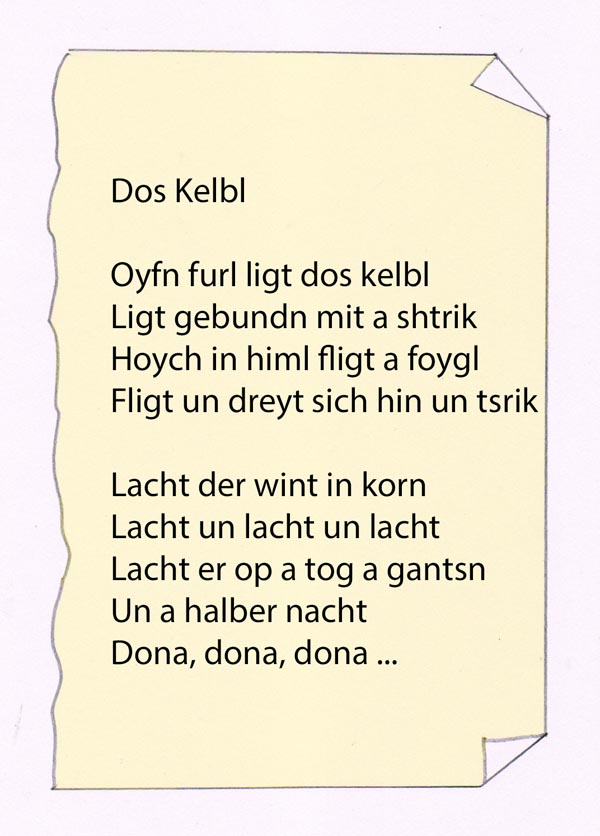 Dos Kelbl
Oyfn furl ligt dos kelbl
Ligt gebundn mit a shtrik
Hoych in himl fligt a foygl
Fligt un dreyt sich hin un tsrik
Lacht der wint in korn
Lacht un lacht un lacht
Lacht er op a tog a gantsn
Un a halber nacht
Dona, dona, dona ...